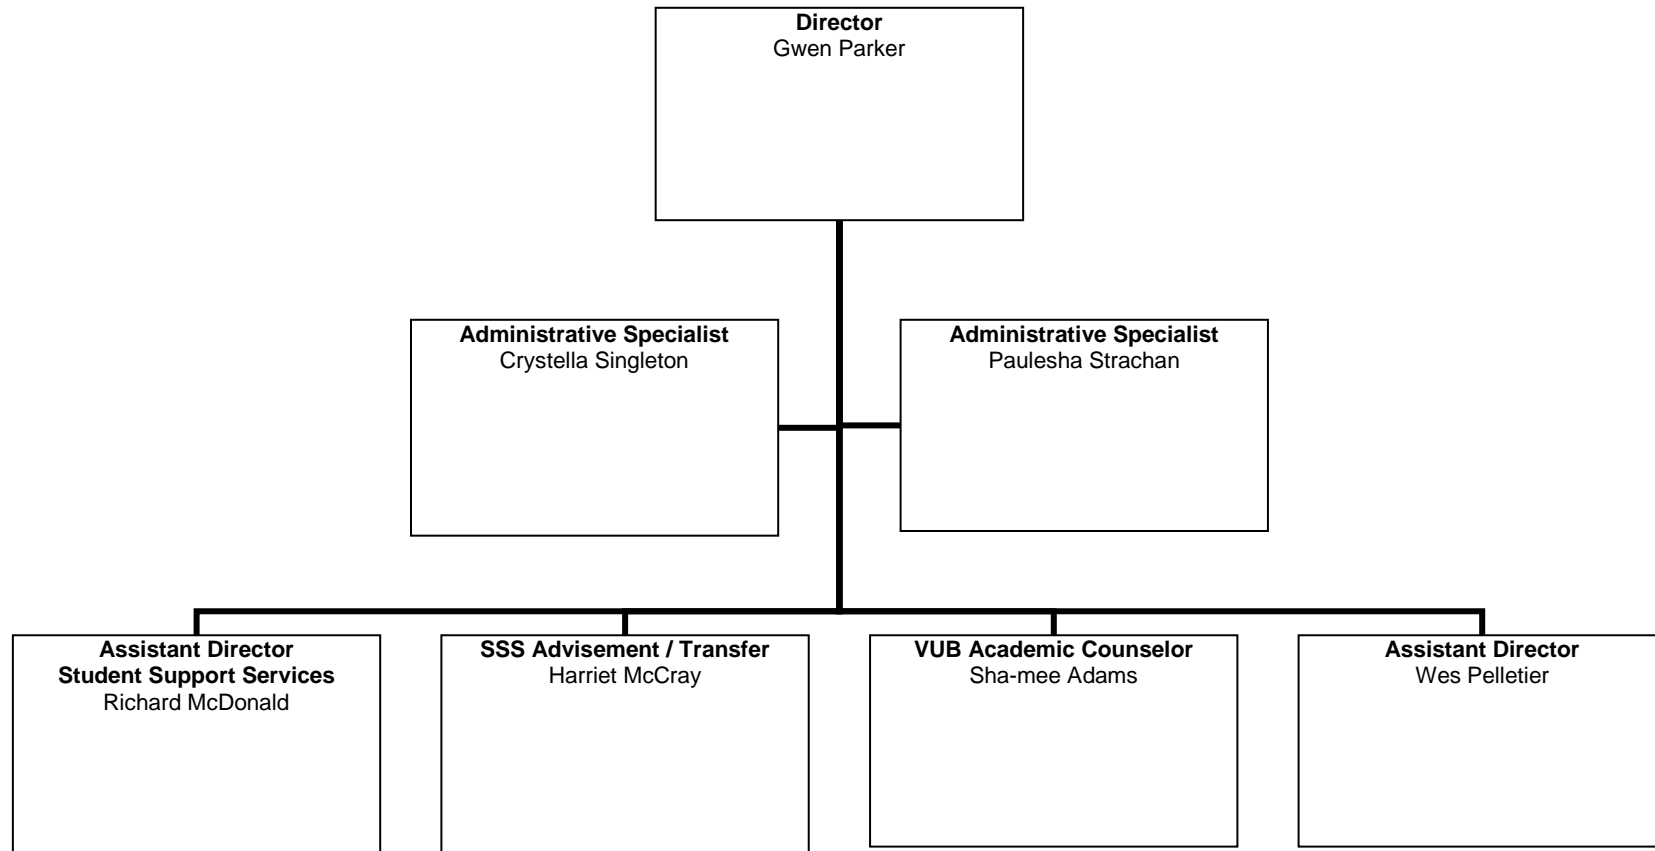 Director
Gwen Parker
Administrative Specialist
Crystella Singleton
Administrative Specialist
Paulesha Strachan
Assistant Director
Student Support Services
Richard McDonald
SSS Advisement / Transfer
Harriet McCray
VUB Academic Counselor
Sha-mee Adams
Assistant Director
Wes Pelletier